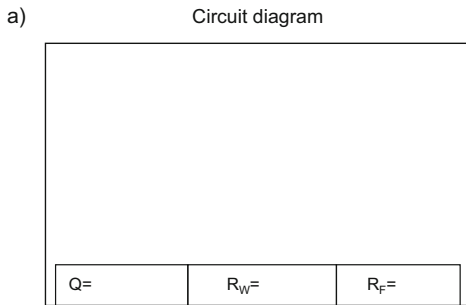 a) Circuit diagram
Q= R_W= R_F=